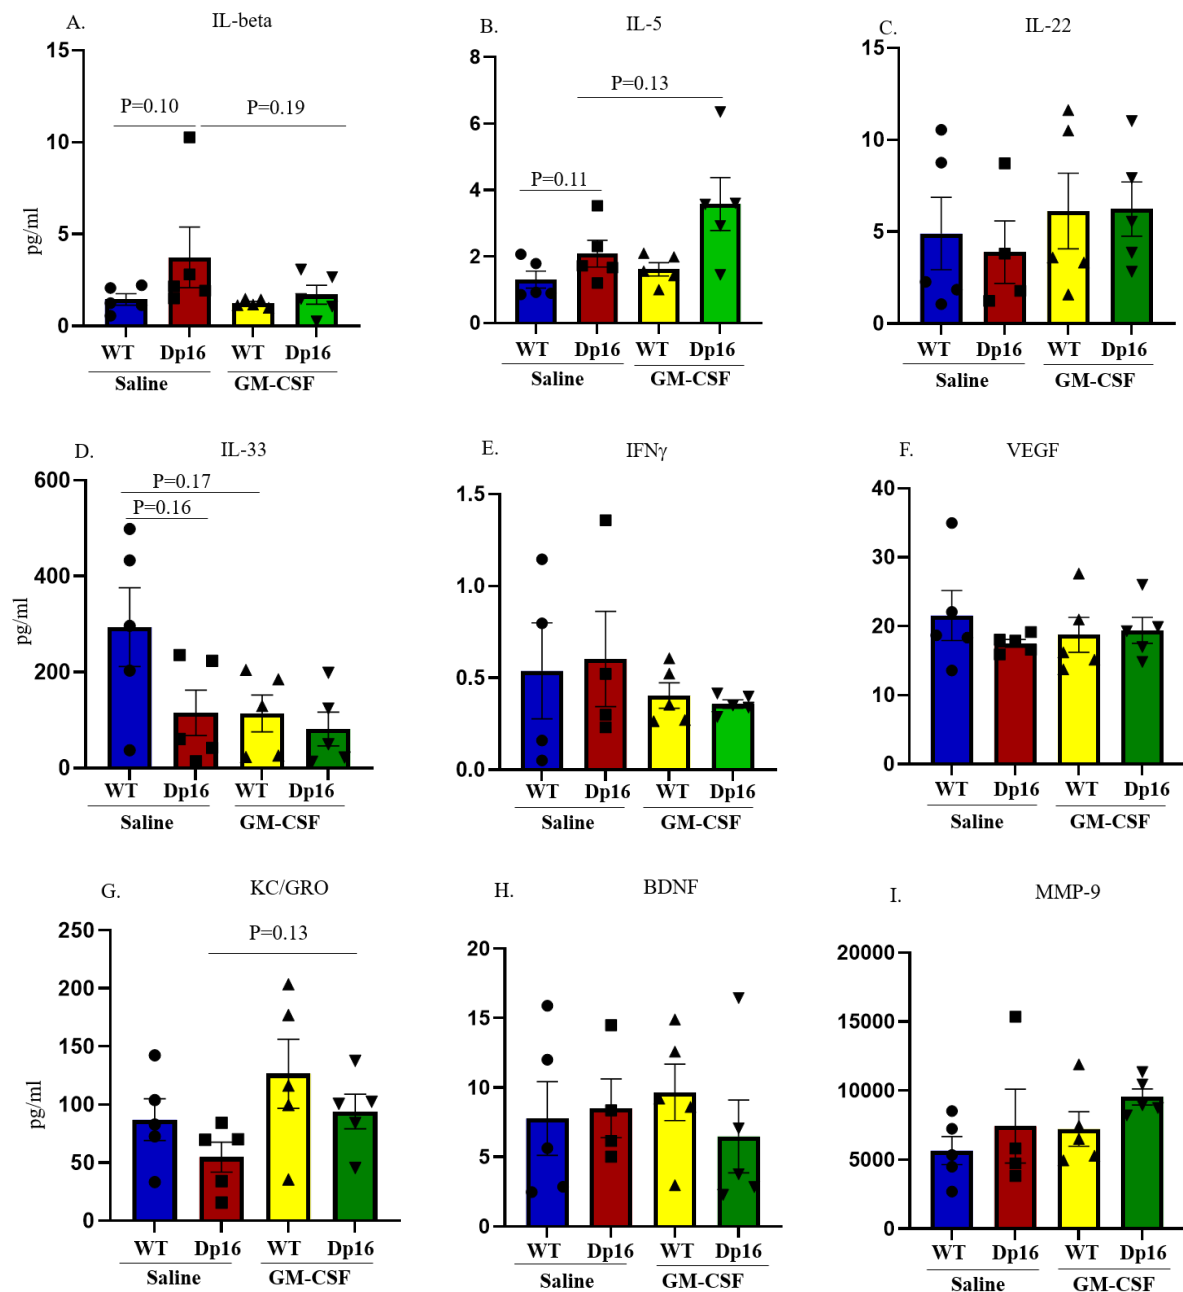 A. IL-beta
15
10
5
0
pg/ml
P=0.10
P=0.19
WT Dp16 WT Dp16
Saline GM-CSF
B. IL-5
8
6
4
2
0
P=0.13
P=0.11
WT Dp16 WT Dp16
Saline GM-CSF
C. IL-22
15
10
5
0
WT Dp16 WT Dp16
Saline GM-CSF
D. IL-33
600
400
200
0
pg/ml
P=0.17
P=0.16
WT Dp16 WT Dp16
Saline GM-CSF
E. IFNγ
1.5
1.0
0.5
0.0
WT Dp16 WT Dp16
Saline GM-CSF
F. VEGF
40
30
20
10
0
WT Dp16 WT Dp16
Saline GM-CSF
G. KC/GRO
250
200
150
100
50
0
pg/ml
P=0.13
WT Dp16 WT Dp16
Saline GM-CSF
H. BDNF
20
15
10
5
0
WT Dp16 WT Dp16
Saline GM-CSF
I. MMP-9
20000
15000
10000
5000
0
WT Dp16 WT Dp16
Saline GM-CSF